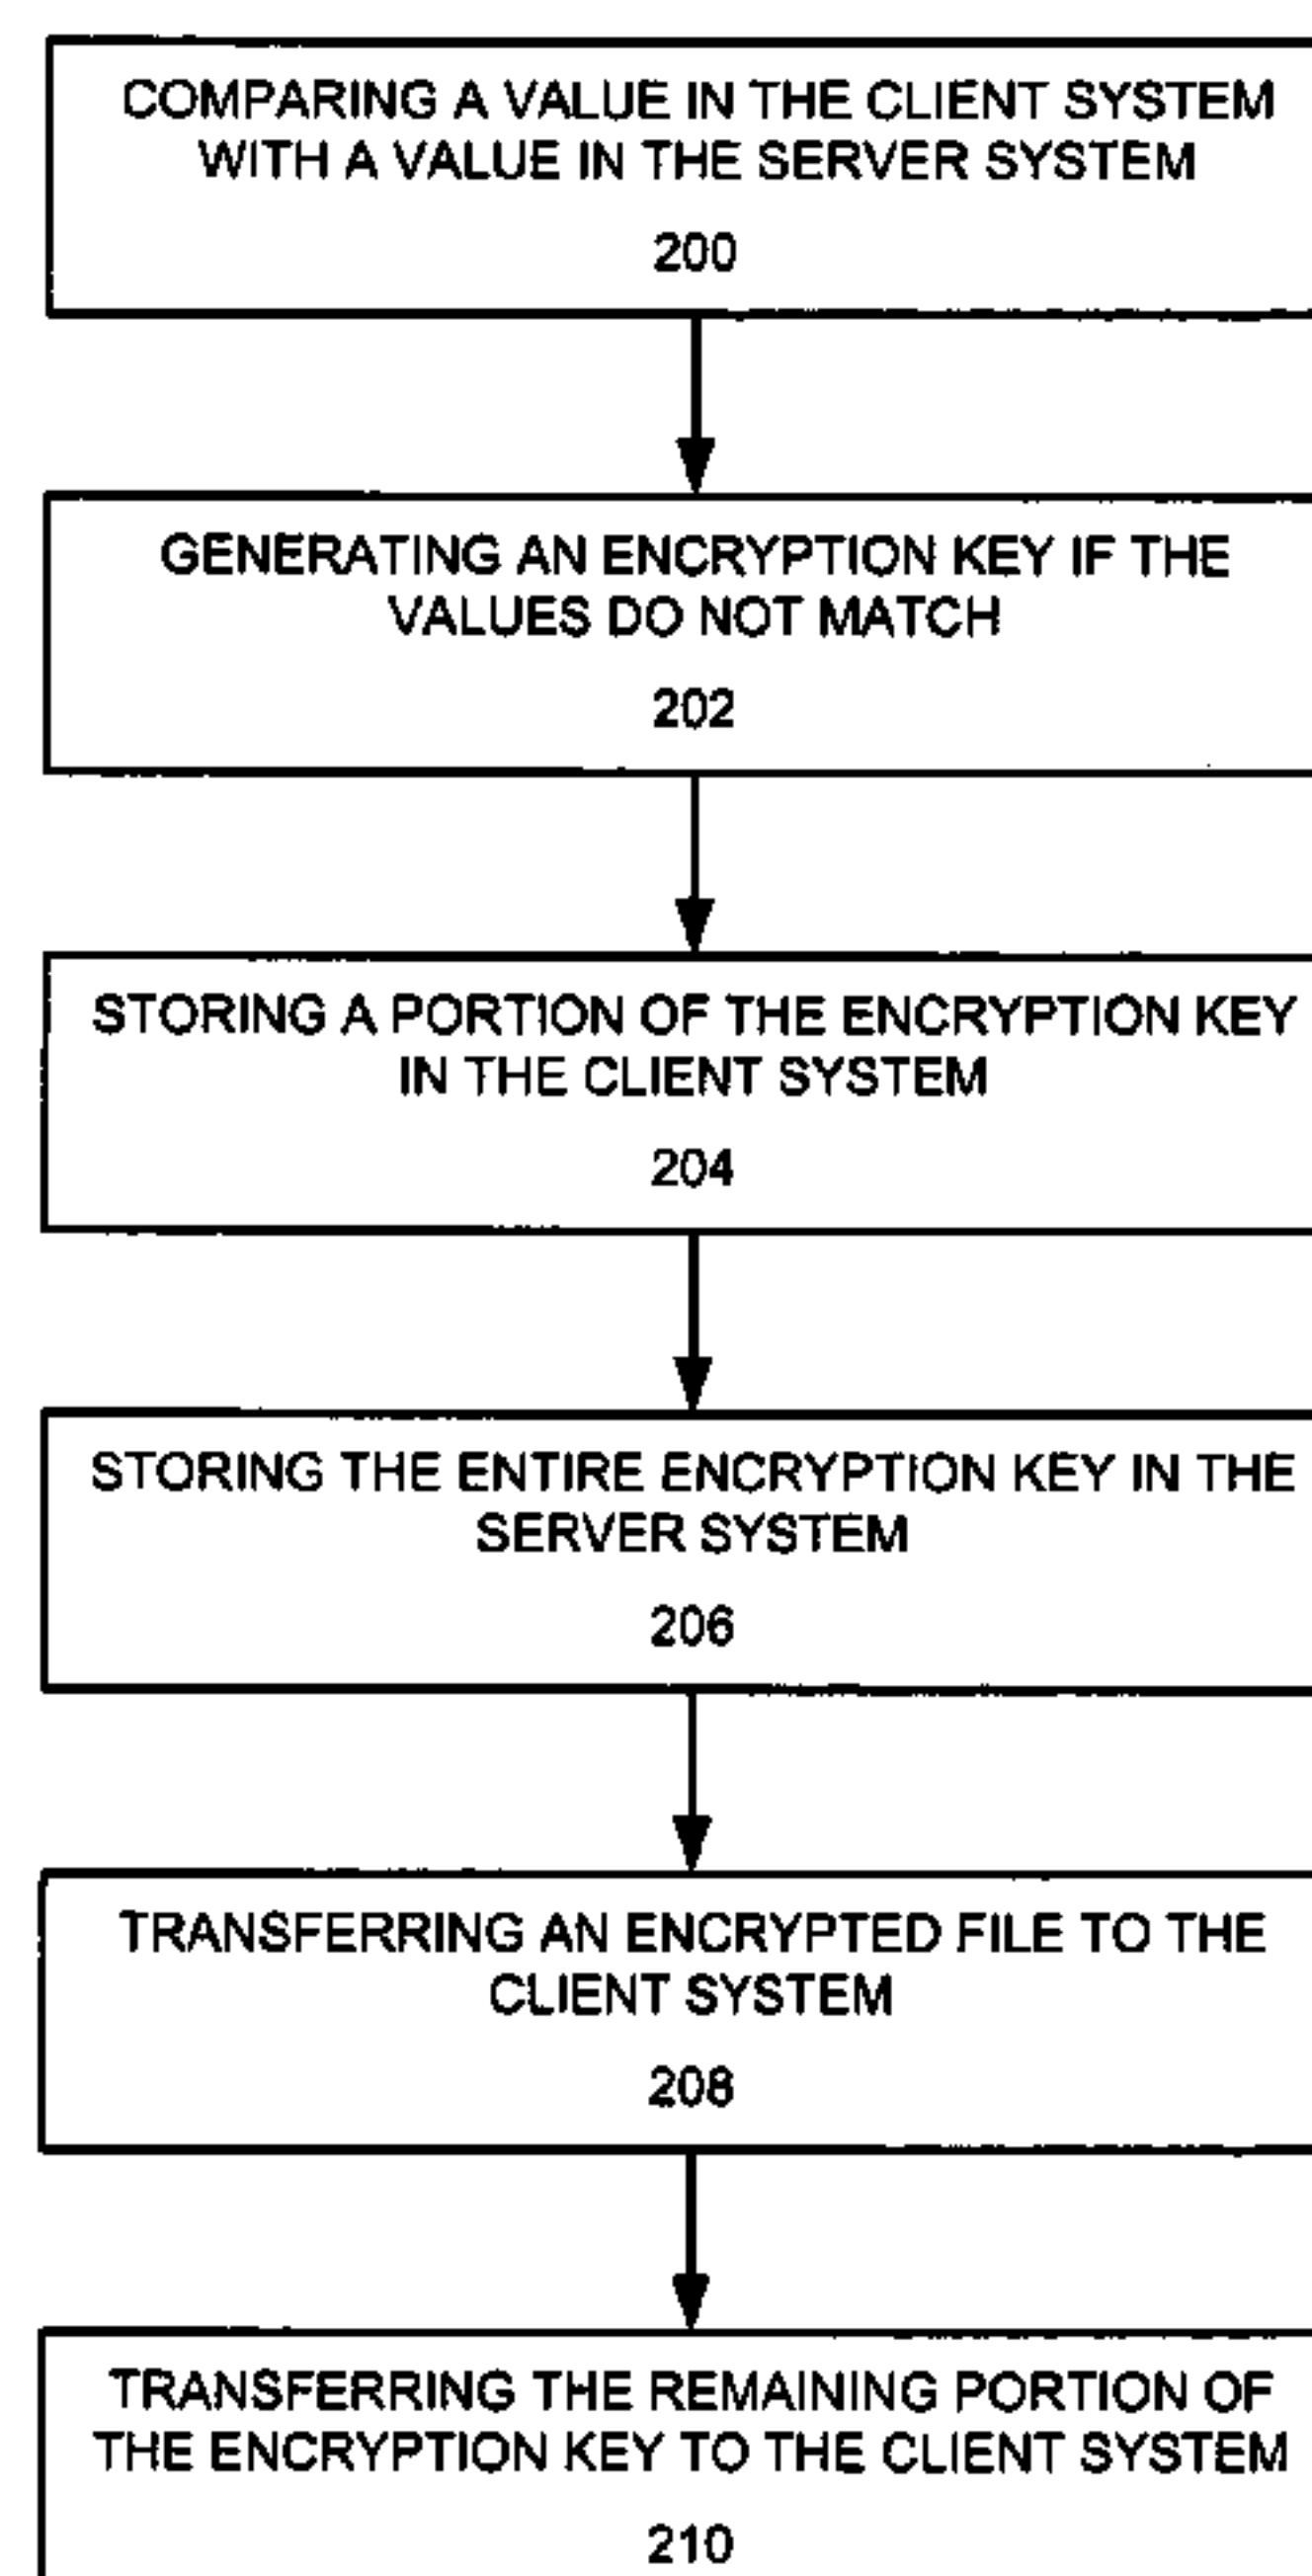 COMPARING A VALUE IN THE CLIENT SYSTEM
WITH A VALUE IN THE SERVER SYSTEM
200
GENERATING AN ENCRYPTION KEY IF THE
VALUES DO NOT MATCH
202
STORING A PORTION OF THE ENCRYPTION KEY
IN THE CLIENT SYSTEM
204
STORING THE ENTIRE ENCRYPTION KEY IN THE
SERVER SYSTEM
206
TRANSFERRING AN ENCRYPTED FILE TO THE
CLIENT SYSTEM
208
TRANSFERRING THE REMAINING PORTION OF
THE ENCRYPTION KEY TO THE CLIENT SYSTEM
210